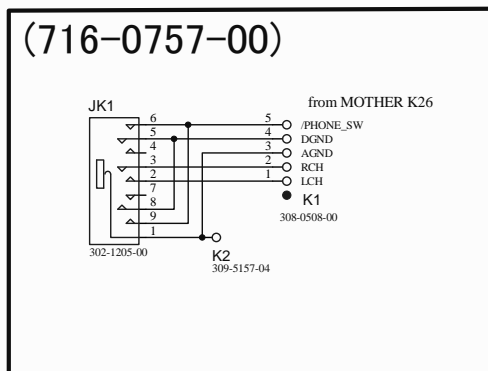 (716-0757-00)
from MOTHER K26
JK1
6 5 /PHONE_SW
5 4 DGND
4 3 AGND
3 2 RCH
2 1 LCH
7 K1
8 308-0508-00
9
1
302-1205-00
K2
309-5157-04